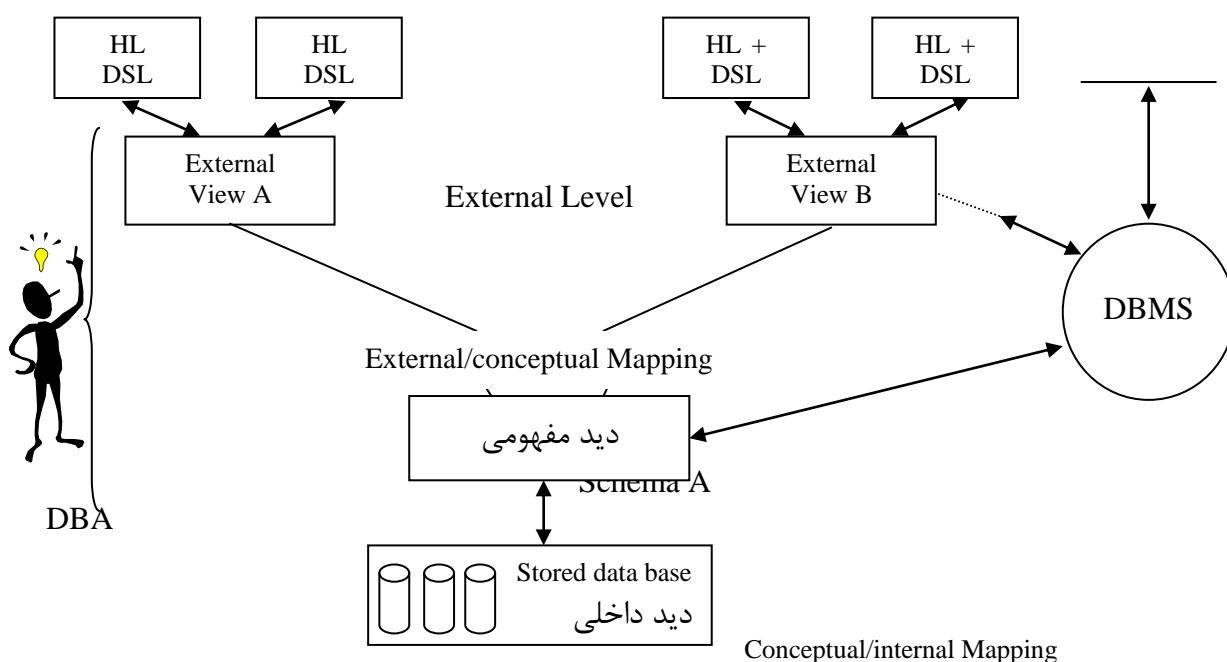 HL
DSL
HL
DSL
HL +
DSL
HL +
DSL
External
View A
External Level
External
View B
DBMS
External/conceptual Mapping
دید مفهومی
Schema A
DBA
Stored data base
دید داخلی
Conceptual/internal Mapping